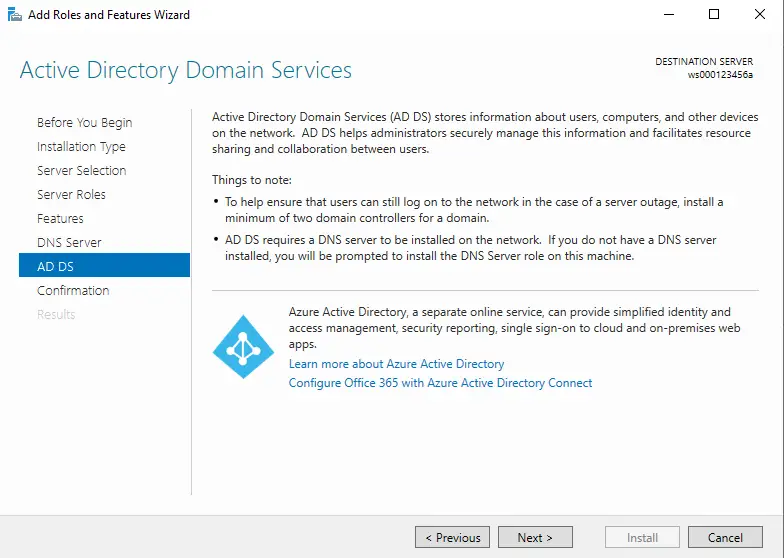 Add Roles and Features Wizard
Active Directory Domain Services
DESTINATION SERVER
ws000123456a
Before You Begin
Installation Type
Server Selection
Server Roles
Features
DNS Server
AD DS
Confirmation
Results
Active Directory Domain Services (AD DS) stores information about users, computers, and other devices
on the network.  AD DS helps administrators securely manage this information and facilitates resource
sharing and collaboration between users.
Things to note:
• To help ensure that users can still log on to the network in the case of a server outage, install a
minimum of two domain controllers for a domain.
• AD DS requires a DNS server to be installed on the network.  If you do not have a DNS server
installed, you will be prompted to install the DNS Server role on this machine.
Azure Active Directory, a separate online service, can provide simplified identity and
access management, security reporting, single sign-on to cloud and on-premises web
apps.
Learn more about Azure Active Directory
Configure Office 365 with Azure Active Directory Connect
< Previous
Next >
Install
Cancel